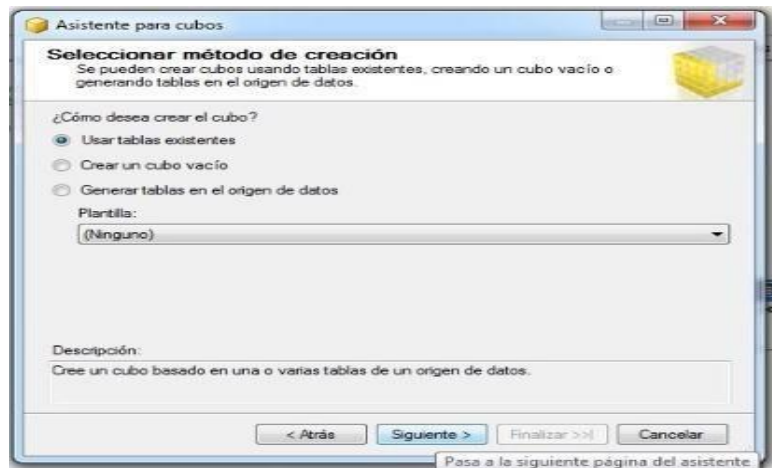 Asistente para cubos
Seleccionar método de creación
Se pueden crear cubos usando tablas existentes, creando un cubo vacío o
generando tablas en el origen de datos.
¿Cómo desea crear el cubo?
Usar tablas existentes
Crear un cubo vacío
Generar tablas en el origen de datos
Plantilla:
(Ninguno)
Descripción:
Cree un cubo basado en una o varias tablas de un origen de datos.
< Atrás Siguiente > Finalizar >>| Cancelar
Pasa a la siguiente página del asistente